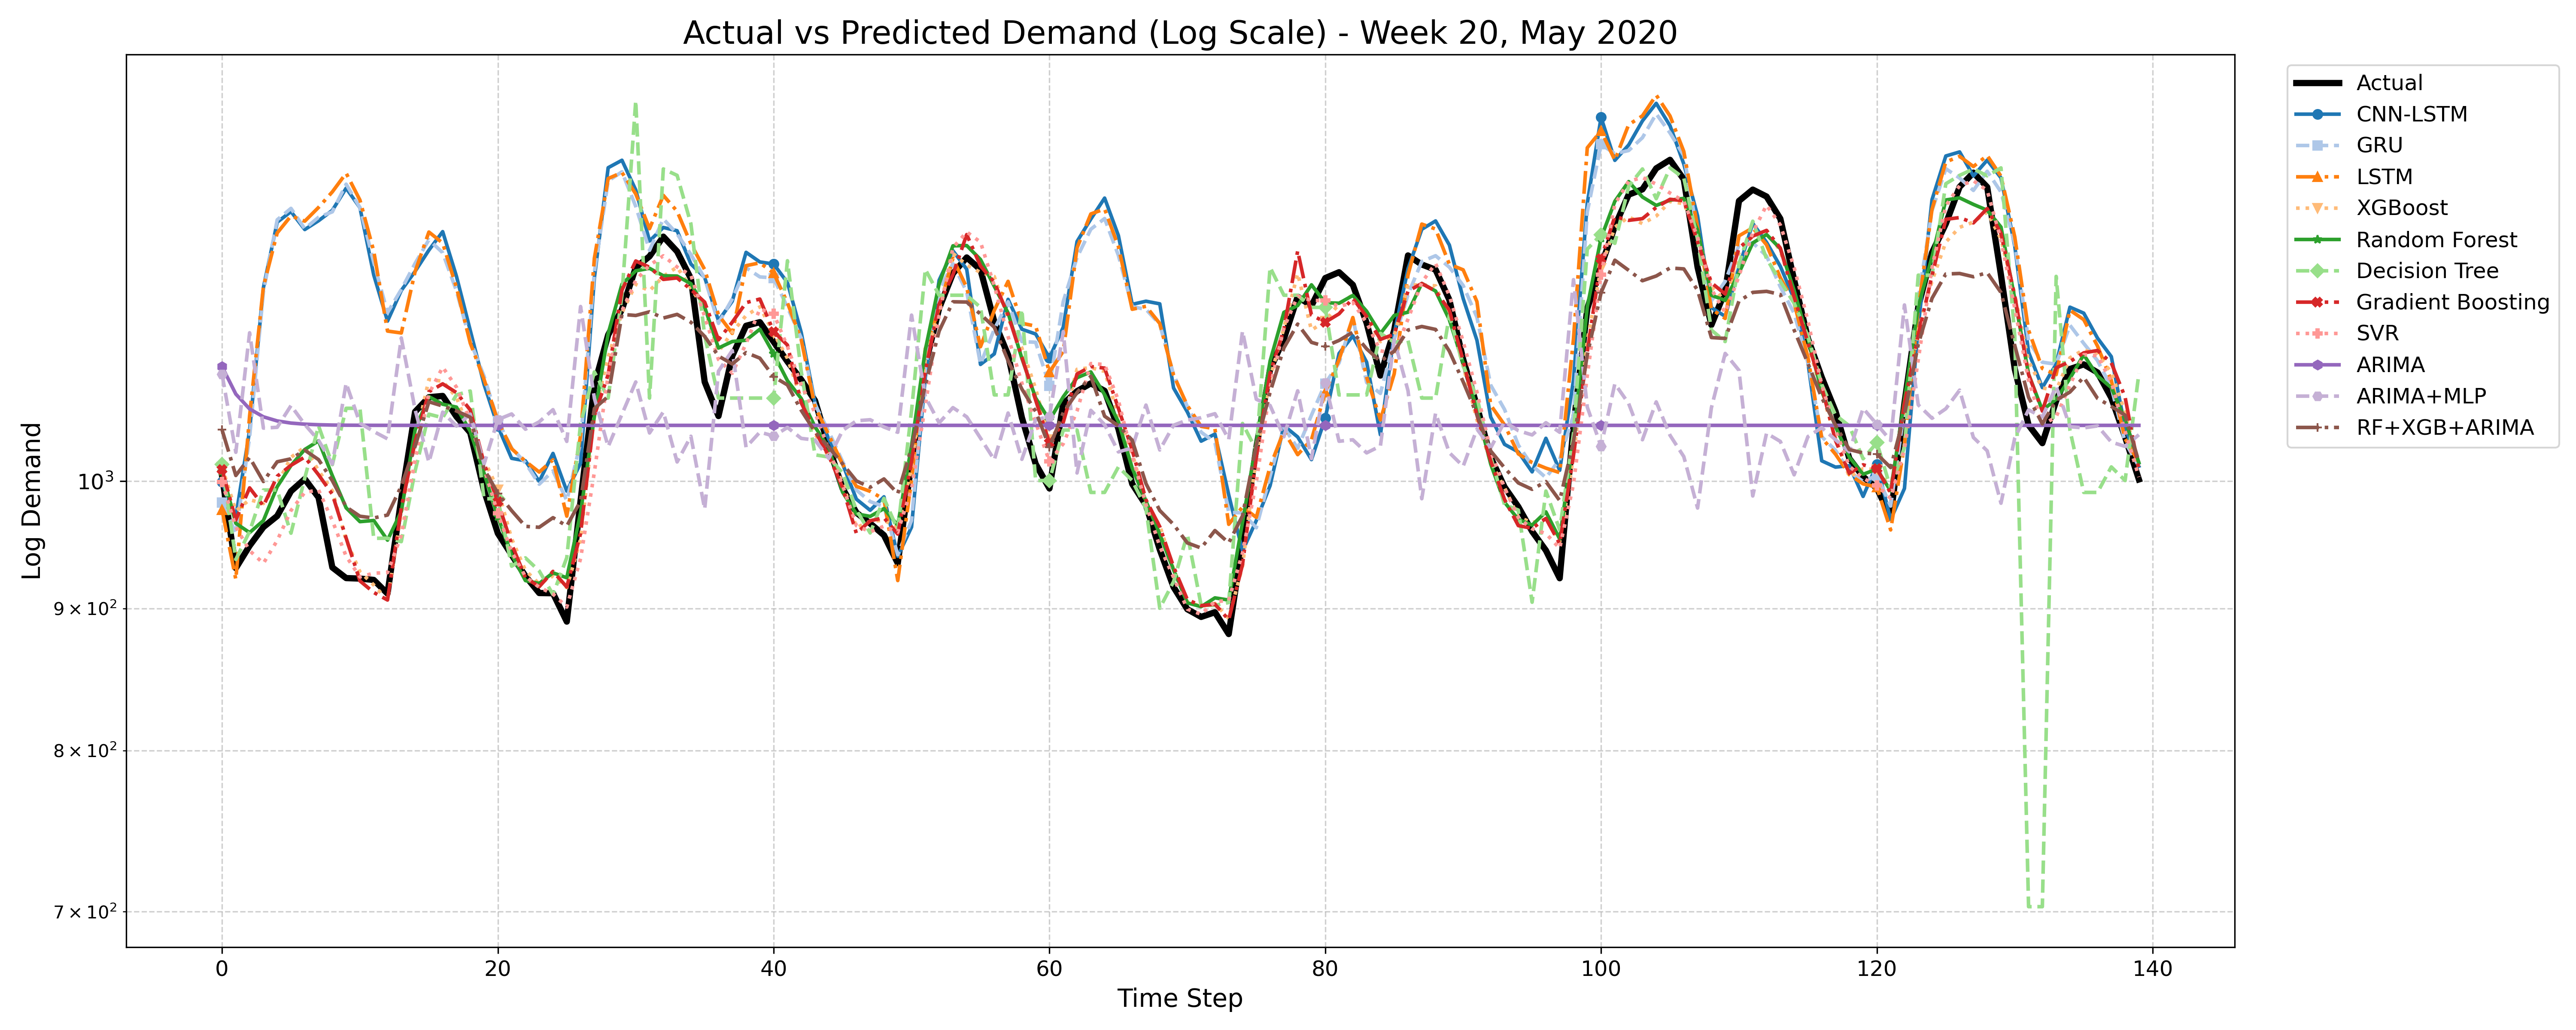 Actual vs Predicted Demand (Log Scale) - Week 20, May 2020
Log Demand
10³
9 × 10²
8 × 10²
7 × 10²
0 20 40 60 80 100 120 140
Time Step
Actual
CNN-LSTM
GRU
LSTM
XGBoost
Random Forest
Decision Tree
Gradient Boosting
SVR
ARIMA
ARIMA+MLP
RF+XGB+ARIMA